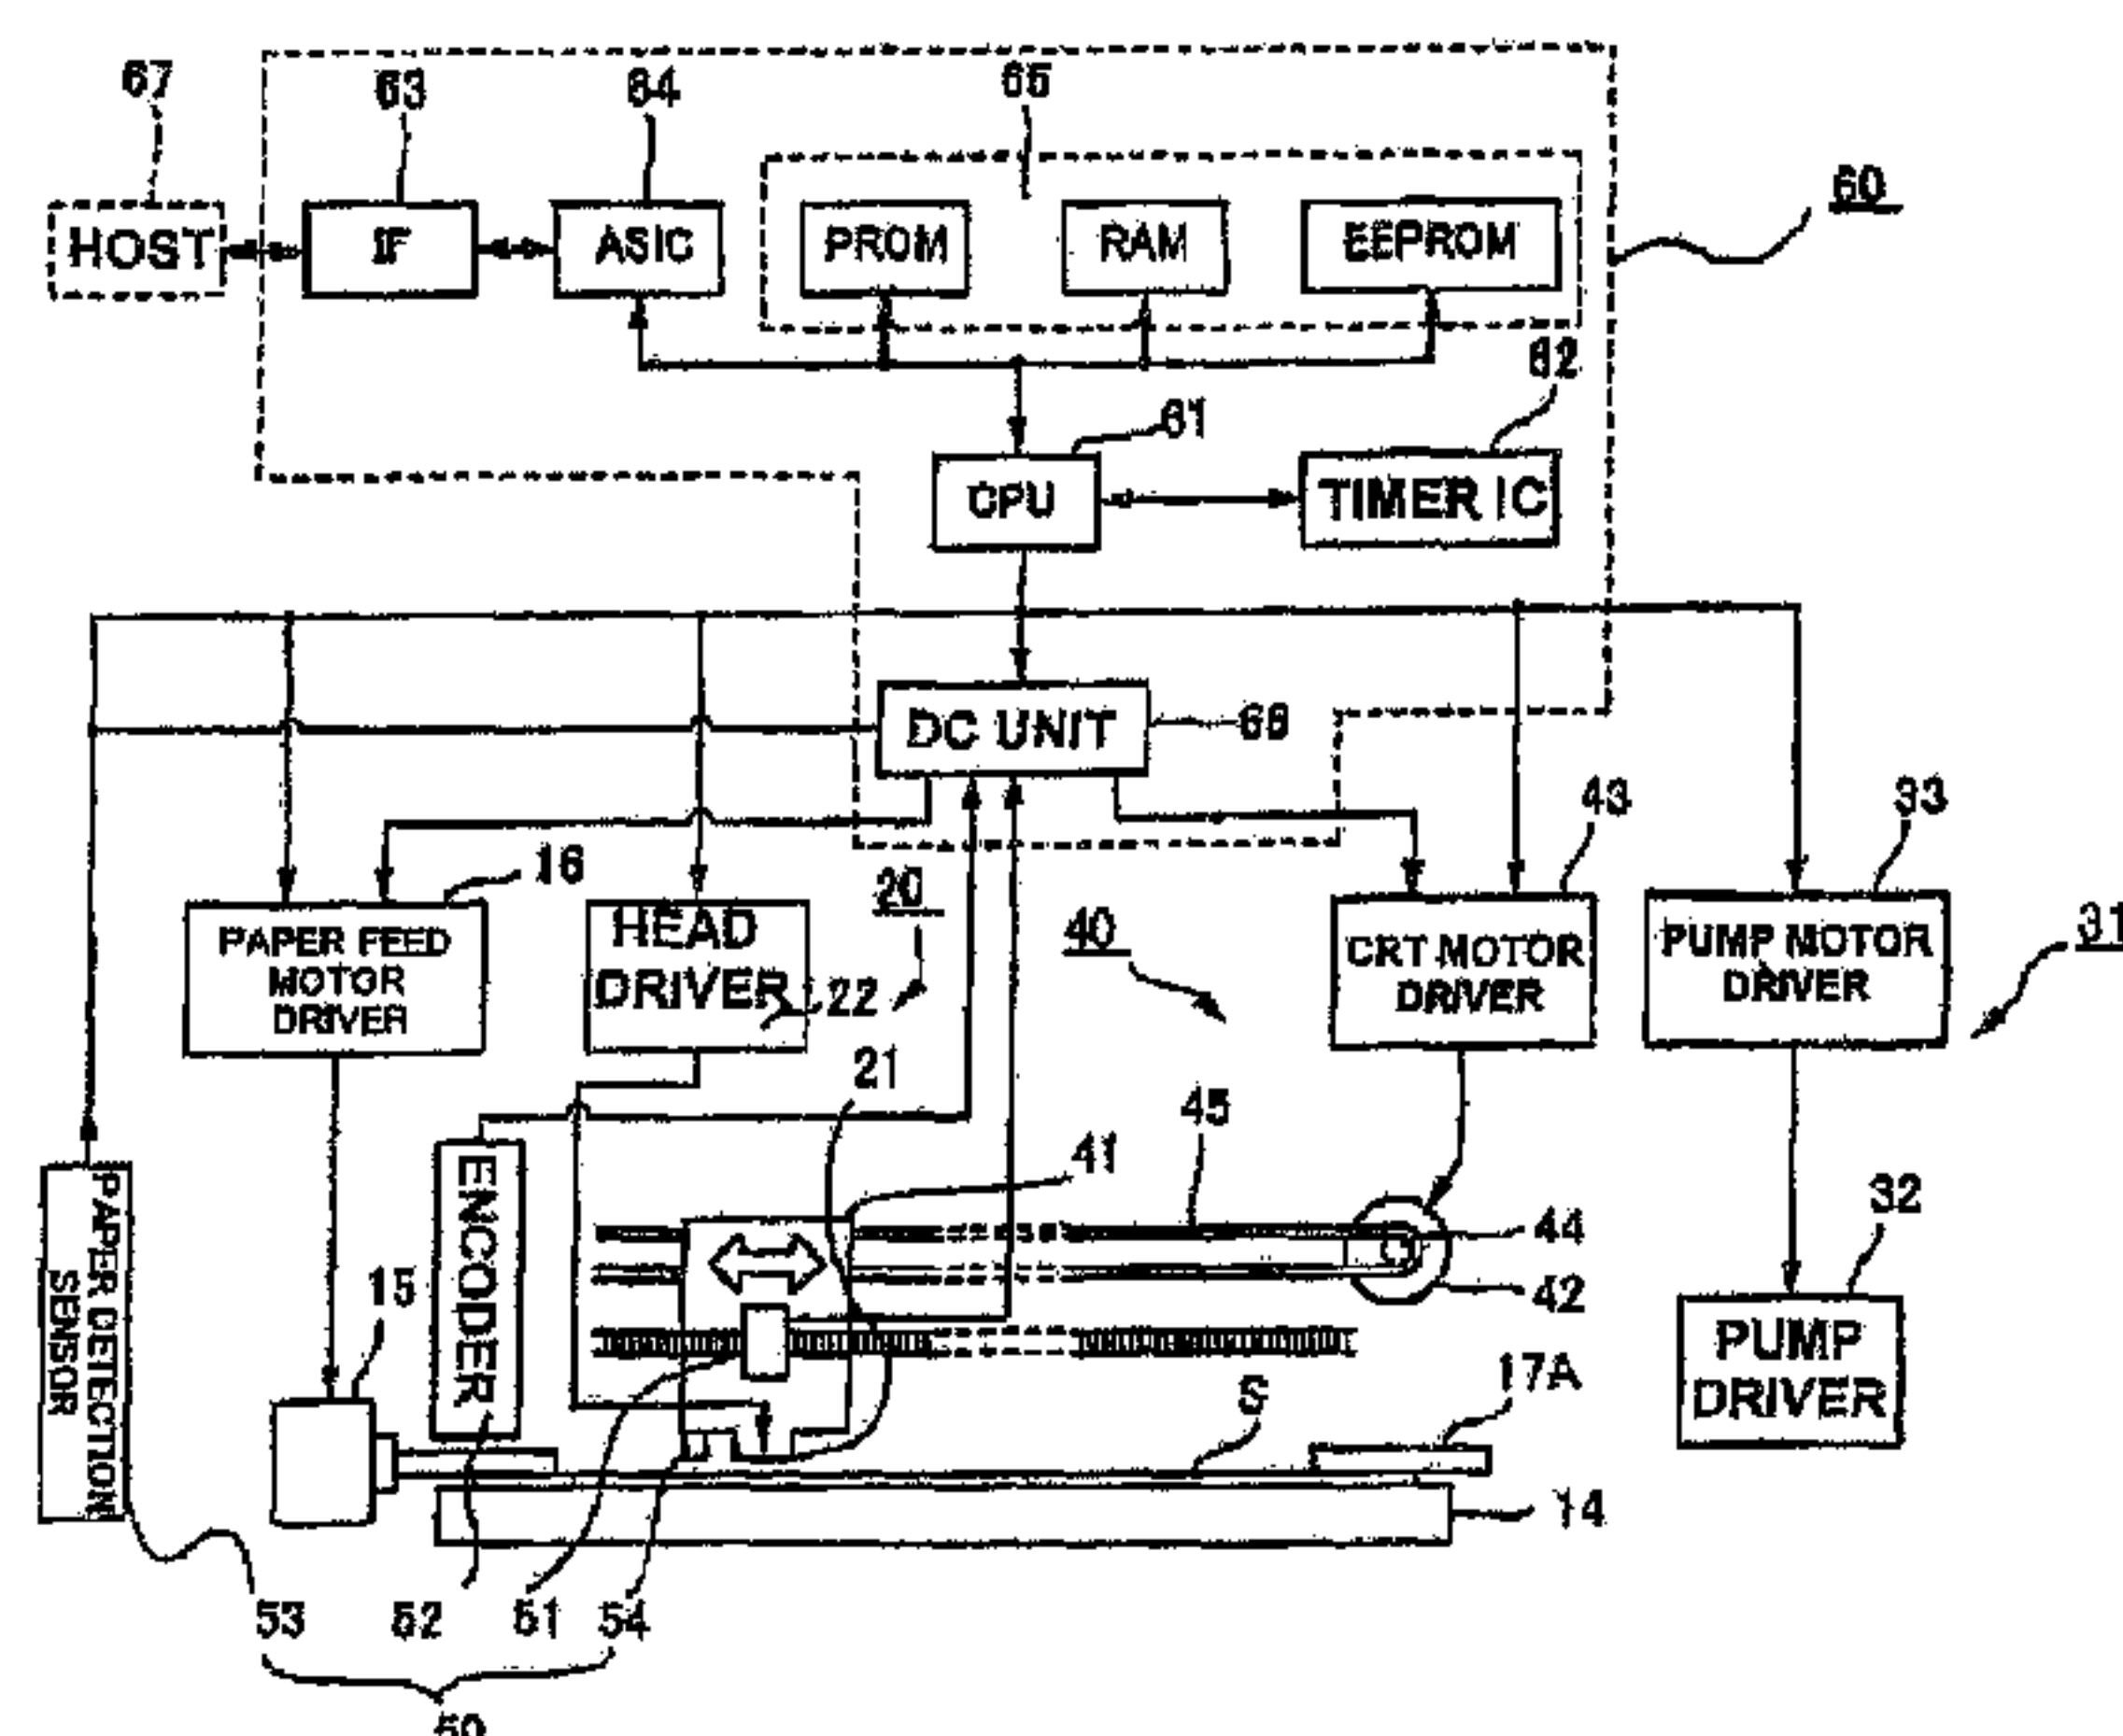 67
63
64
65
60
HOST
IF
ASIC
PROM
RAM
EEPROM
62
61
CPU
TIMER IC
DC UNIT
43
33
16
20
40
31
PAPER FEED
MOTOR
DRIVER
HEAD
DRIVER
22
CRT MOTOR
DRIVER
PUMP MOTOR
DRIVER
21
45
41
32
44
42
15
ENCODER
PAPER DETECTION
SENSOR
PUMP
DRIVER
17A
S
14
53
52
51
54
50